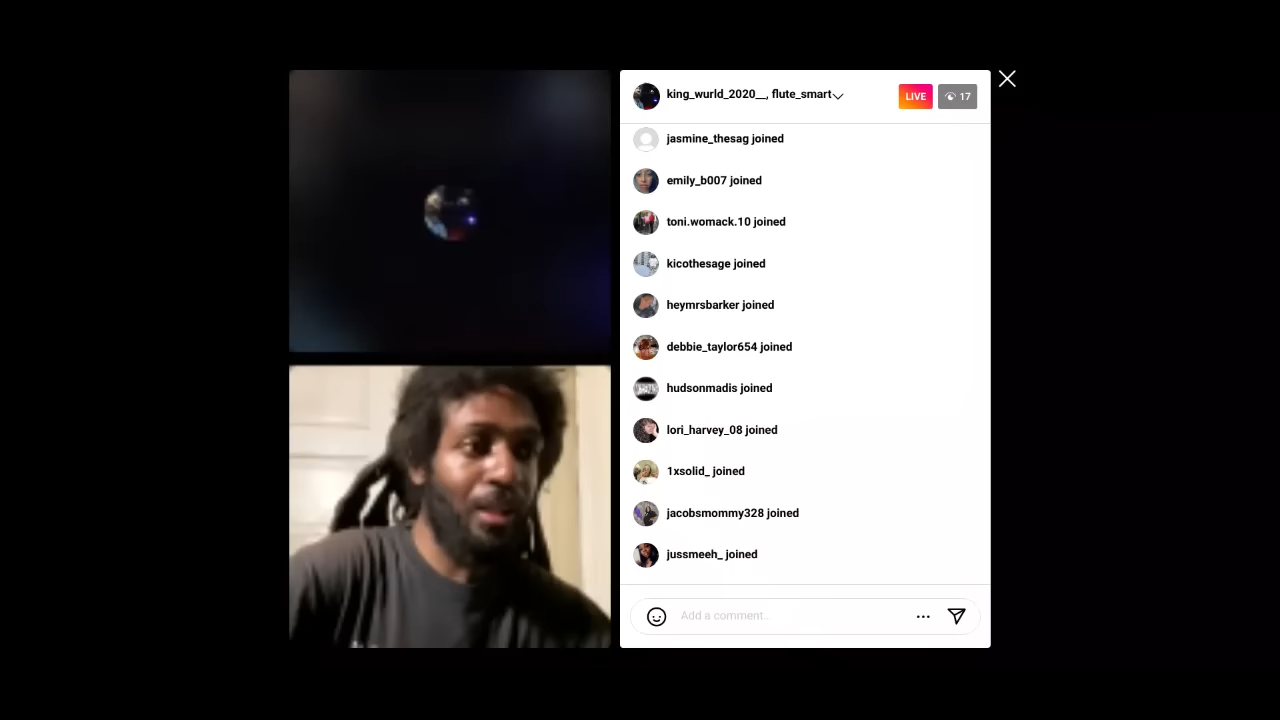 king_wurld_2020__, flute_smart
LIVE
17
jasmine_thesag joined
emily_b007 joined
toni.womack.10 joined
kicothesage joined
heymrsbarker joined
debbie_taylor654 joined
hudsonmadis joined
lori_harvey_08 joined
1xsolid_ joined
jacobsmommy328 joined
jussmeeh_ joined
Add a comment...